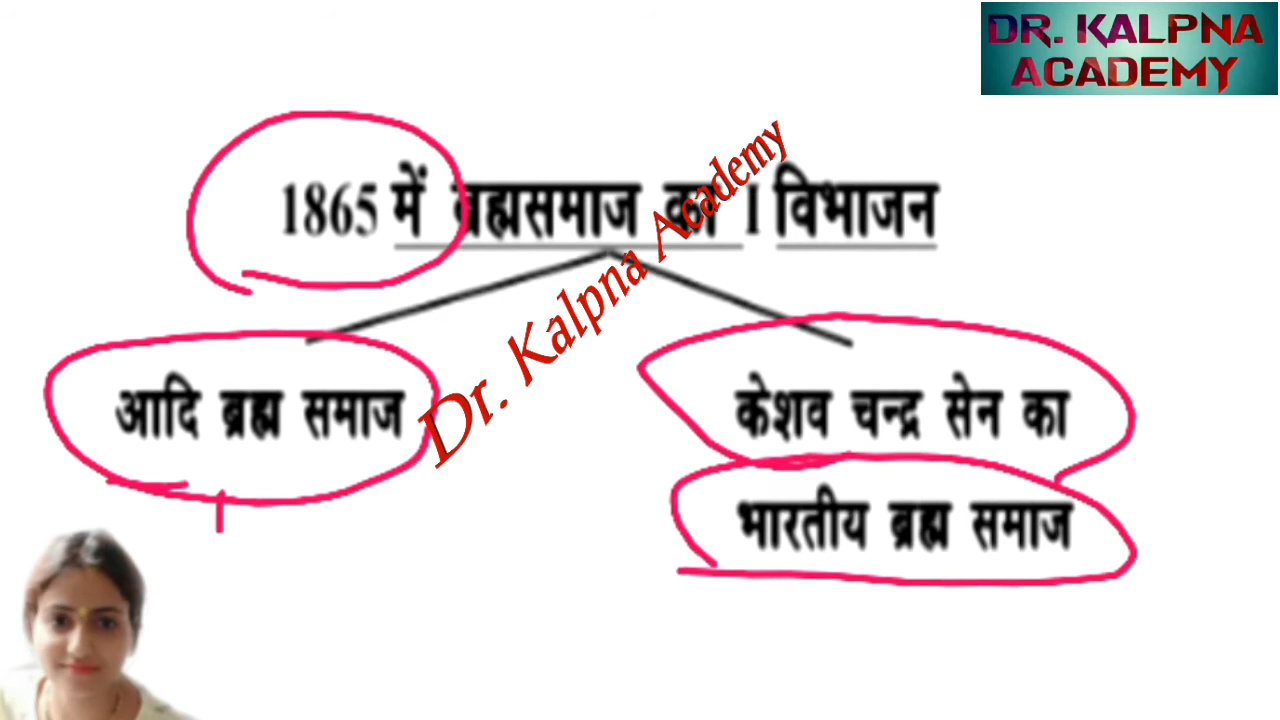 DR. KALPNA
ACADEMY
1865 में ब्रह्मसमाज का I विभाजन
आदि ब्रह्म समाज
केशव चन्द्र सेन का
भारतीय ब्रह्म समाज
Dr. Kalpna Academy